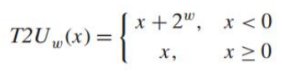 T2U_w(x) = { x + 2^w, x < 0
x, x ≥ 0